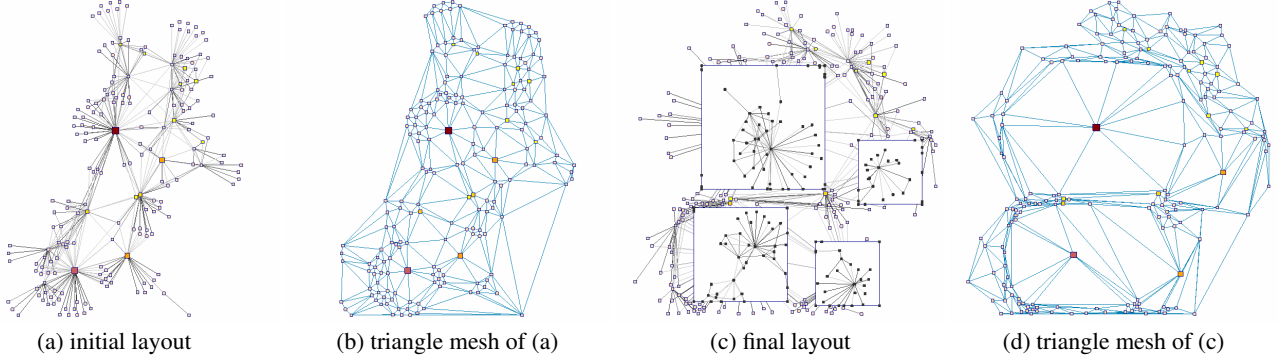 (a) initial layout
(b) triangle mesh of (a)
(c) final layout
(d) triangle mesh of (c)